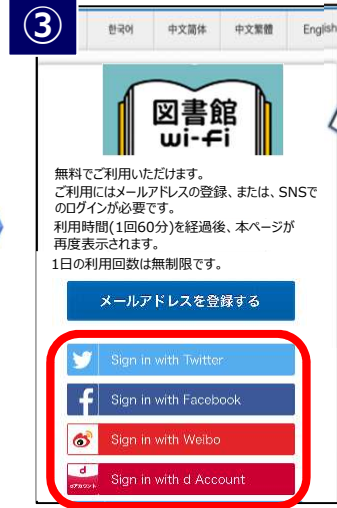 ③
한국어 中文简体 中文繁體 English
図書館
wi-fi
無料でご利用いただけます。
ご利用にはメールアドレスの登録、または、SNSで
のログインが必要です。
利用時間(1回60分)を経過後、本ページが
再度表示されます。
1日の利用回数は無制限です。
メールアドレスを登録する
Sign in with Twitter
Sign in with Facebook
Sign in with Weibo
d
dアカウント
Sign in with d Account